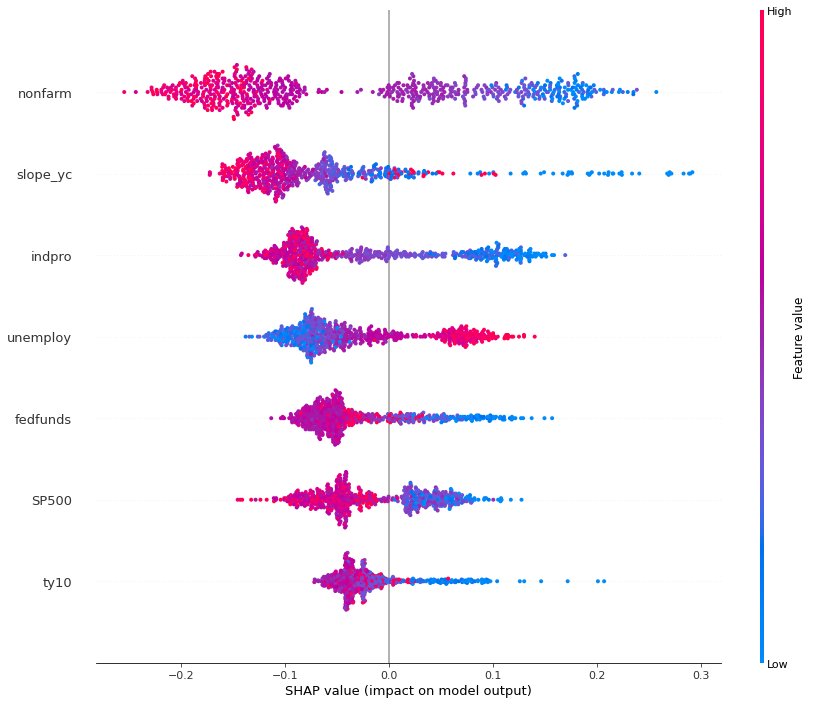 High
nonfarm
slope_yc
indpro
unemploy
fedfunds
SP500
ty10
Feature value
Low
−0.2 −0.1 0.0 0.1 0.2 0.3
SHAP value (impact on model output)